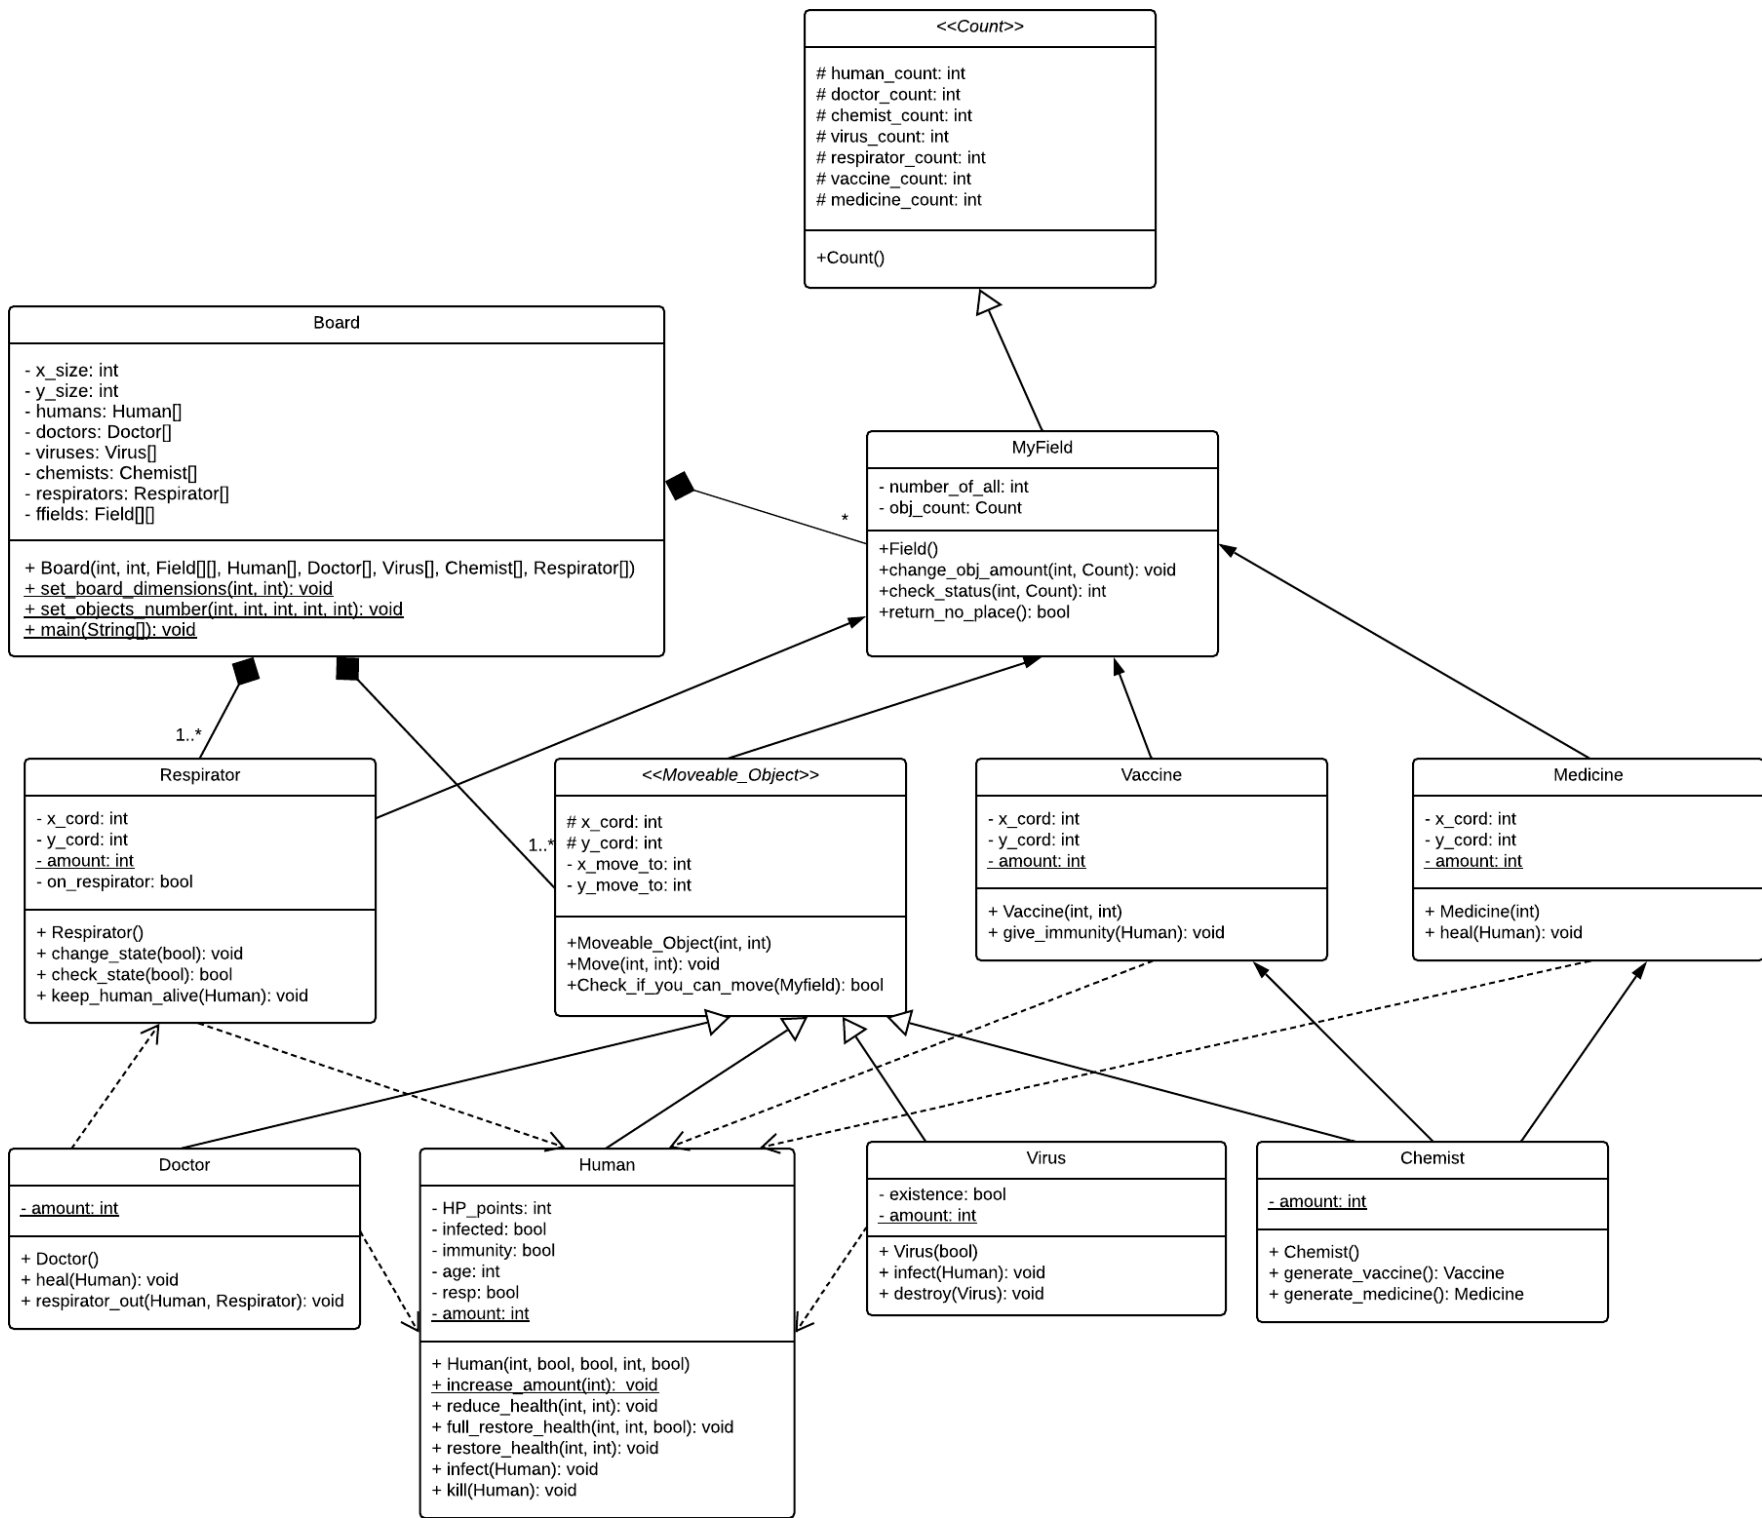 <<Count>>
# human_count: int
# doctor_count: int
# chemist_count: int
# virus_count: int
# respirator_count: int
# vaccine_count: int
# medicine_count: int
+Count()
Board
- x_size: int
- y_size: int
- humans: Human[]
- doctors: Doctor[]
- viruses: Virus[]
- chemists: Chemist[]
- respirators: Respirator[]
- ffields: Field[][]
+ Board(int, int, Field[][], Human[], Doctor[], Virus[], Chemist[], Respirator[])
+ set_board_dimensions(int, int): void
+ set_objects_number(int, int, int, int, int): void
+ main(String[]): void
MyField
- number_of_all: int
- obj_count: Count
+Field()
+change_obj_amount(int, Count): void
+check_status(int, Count): int
+return_no_place(): bool
*
1..*
1..*
Respirator
- x_cord: int
- y_cord: int
- amount: int
- on_respirator: bool
+ Respirator()
+ change_state(bool): void
+ check_state(bool): bool
+ keep_human_alive(Human): void
<<Moveable_Object>>
# x_cord: int
# y_cord: int
- x_move_to: int
- y_move_to: int
+Moveable_Object(int, int)
+Move(int, int): void
+Check_if_you_can_move(Myfield): bool
Vaccine
- x_cord: int
- y_cord: int
- amount: int
+ Vaccine(int, int)
+ give_immunity(Human): void
Medicine
- x_cord: int
- y_cord: int
- amount: int
+ Medicine(int)
+ heal(Human): void
Doctor
- amount: int
+ Doctor()
+ heal(Human): void
+ respirator_out(Human, Respirator): void
Human
- HP_points: int
- infected: bool
- immunity: bool
- age: int
- resp: bool
- amount: int
+ Human(int, bool, bool, int, bool)
+ increase_amount(int): void
+ reduce_health(int, int): void
+ full_restore_health(int, int, bool): void
+ restore_health(int, int): void
+ infect(Human): void
+ kill(Human): void
Virus
- existence: bool
- amount: int
+ Virus(bool)
+ infect(Human): void
+ destroy(Virus): void
Chemist
- amount: int
+ Chemist()
+ generate_vaccine(): Vaccine
+ generate_medicine(): Medicine